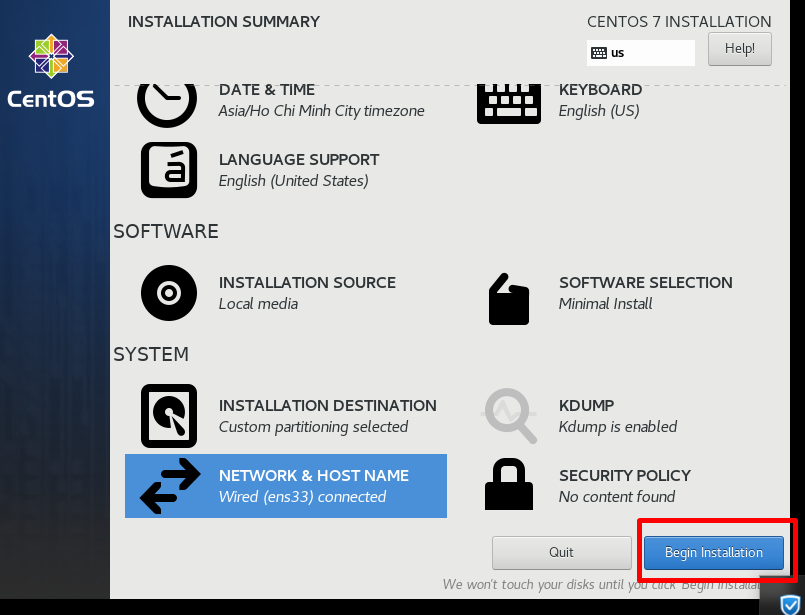 INSTALLATION SUMMARY
CENTOS 7 INSTALLATION
us
Help!
CentOS
DATE & TIME
Asia/Ho Chi Minh City timezone
KEYBOARD
English (US)
á
LANGUAGE SUPPORT
English (United States)
SOFTWARE
INSTALLATION SOURCE
Local media
SOFTWARE SELECTION
Minimal Install
SYSTEM
INSTALLATION DESTINATION
Custom partitioning selected
KDUMP
Kdump is enabled
NETWORK & HOST NAME
Wired (ens33) connected
SECURITY POLICY
No content found
Quit
Begin Installation
We won't touch your disks until you click 'Begin Installa